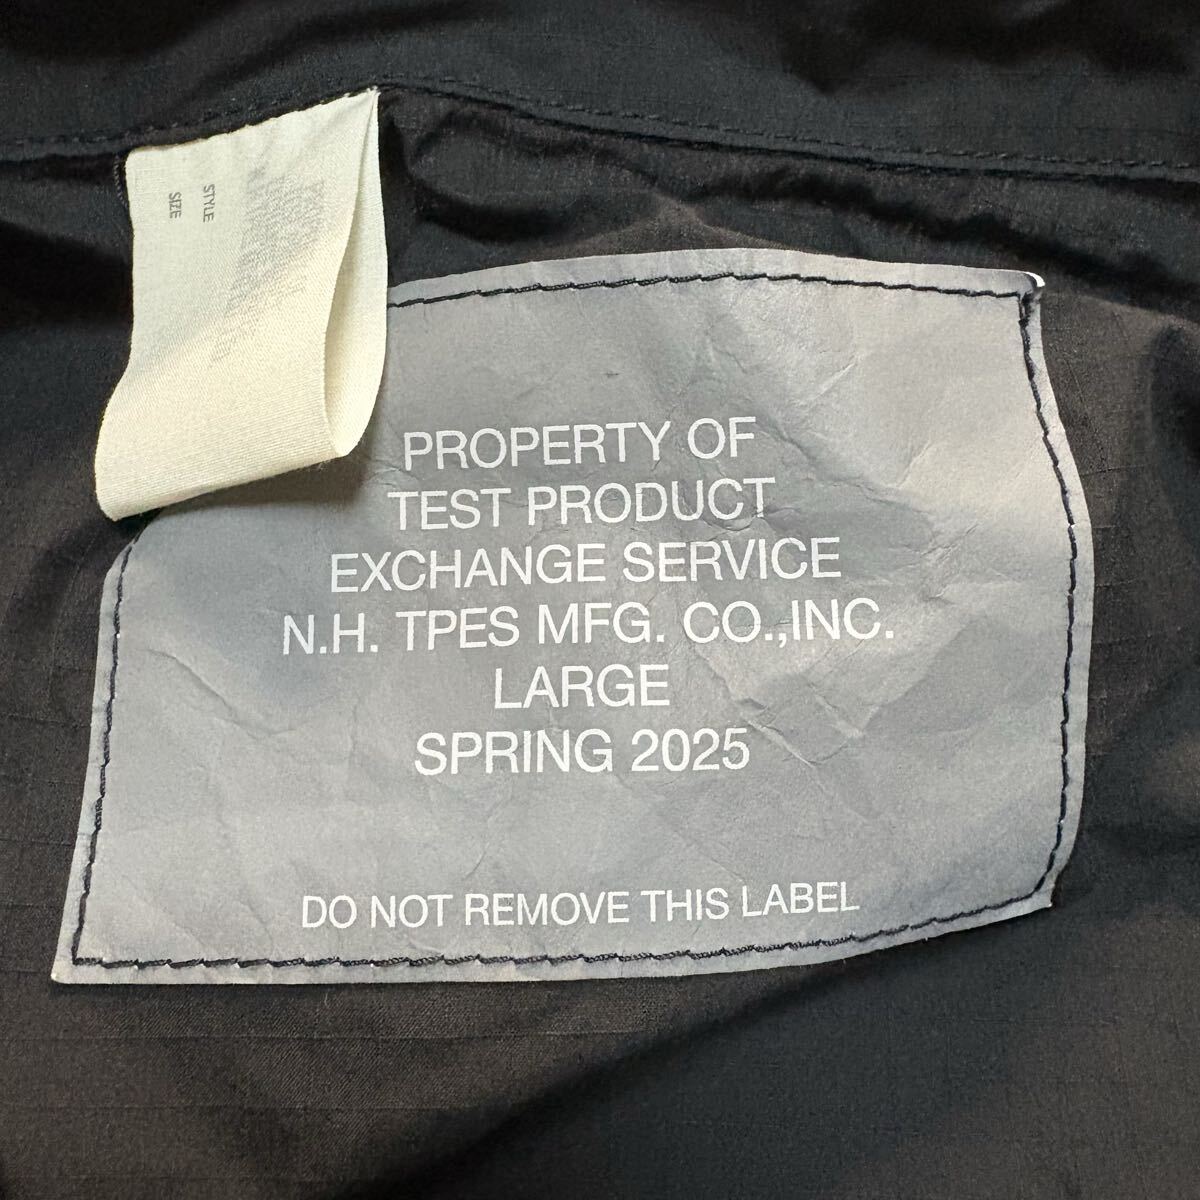 STYLE
SIZE
PROPERTY OF
TEST PRODUCT
EXCHANGE SERVICE
N.H. TPES MFG. CO.,INC.
LARGE
SPRING 2025
DO NOT REMOVE THIS LABEL